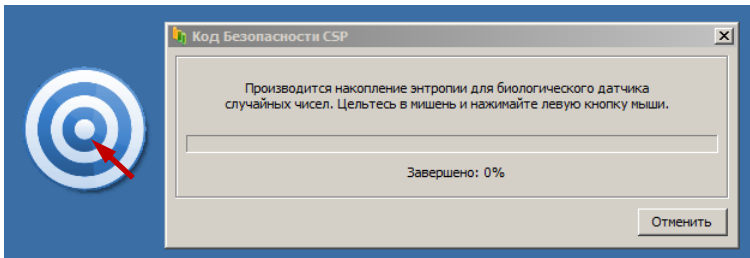 Код Безопасности CSP
Производится накопление энтропии для биологического датчика
случайных чисел. Цельтесь в мишень и нажимайте левую кнопку мыши.
Завершено: 0%
Отменить